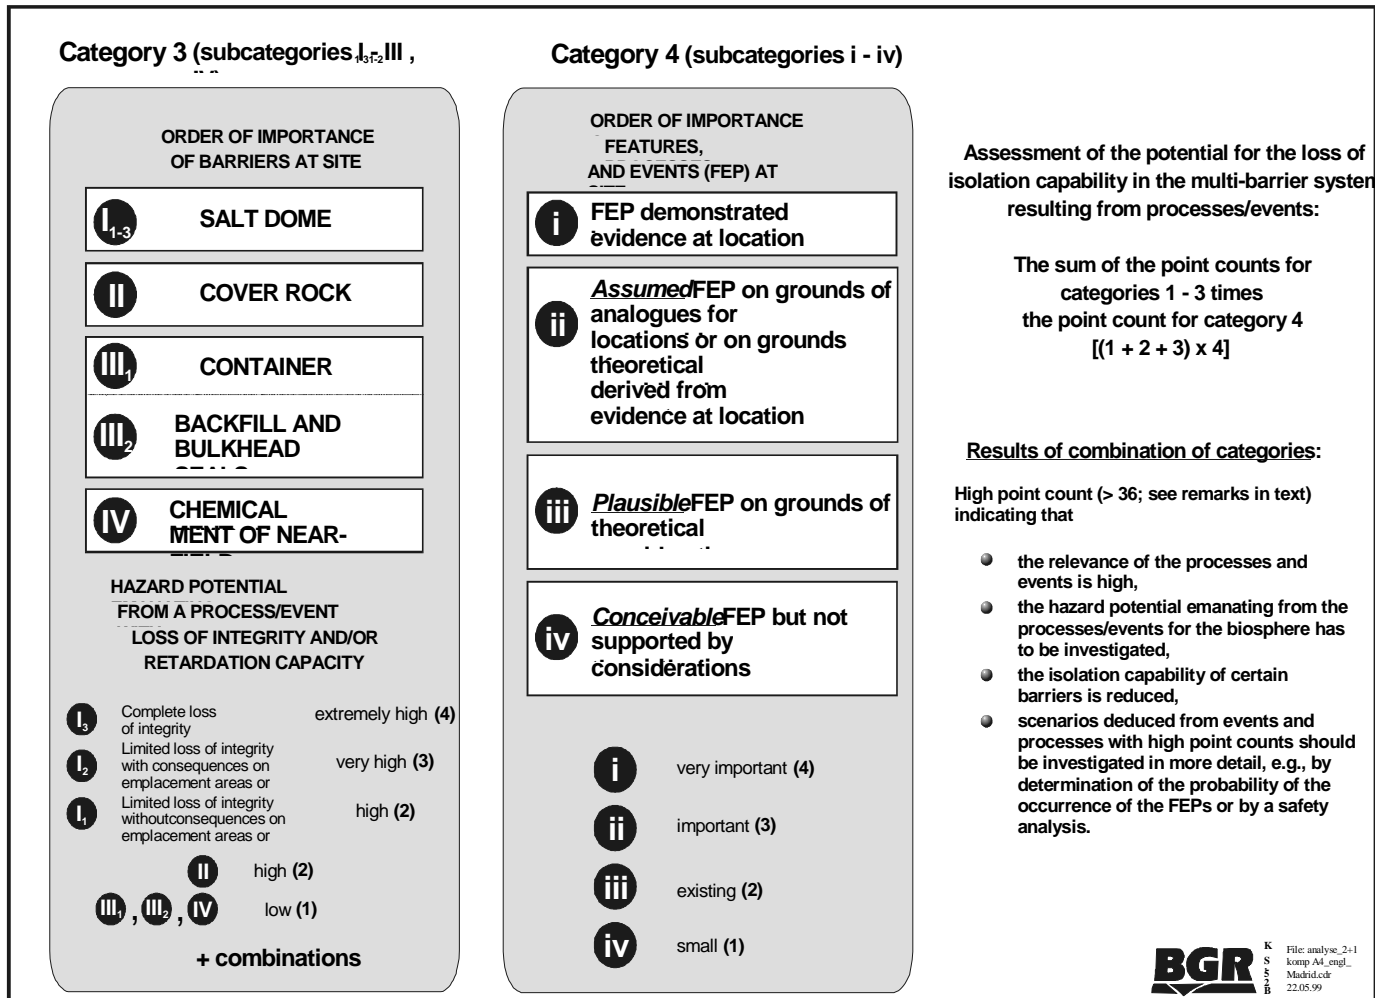 Category 3 (subcategories I1-3 - III1-2,
IV)
ORDER OF IMPORTANCE
OF BARRIERS AT SITE
I1-3 SALT DOME
II COVER ROCK
III1 CONTAINER
III2 BACKFILL AND
BULKHEAD
IV CHEMICAL
MENT OF NEAR-
HAZARD POTENTIAL
FROM A PROCESS/EVENT
LOSS OF INTEGRITY AND/OR
RETARDATION CAPACITY
I3 Complete loss extremely high (4)
of integrity
Limited loss of integrity
I2 with consequences on very high (3)
emplacement areas or
Limited loss of integrity
I1 withoutconsequences on high (2)
emplacement areas or
II high (2)
III1 , III2 , IV low (1)
+ combinations
Category 4 (subcategories i - iv)
ORDER OF IMPORTANCE
FEATURES,
AND EVENTS (FEP) AT
i FEP demonstrated
evidence at location
ii AssumedFEP on grounds of
analogues for
locations or on grounds
theoretical
derived from
evidence at location
iii PlausibleFEP on grounds of
theoretical
iv ConceivableFEP but not
supported by
considerations
i very important (4)
ii important (3)
iii existing (2)
iv small (1)
Assessment of the potential for the loss of
isolation capability in the multi-barrier system
resulting from processes/events:
The sum of the point counts for
categories 1 - 3 times
the point count for category 4
[(1 + 2 + 3) x 4]
Results of combination of categories:
High point count (> 36; see remarks in text)
indicating that
the relevance of the processes and
events is high,
the hazard potential emanating from the
processes/events for the biosphere has
to be investigated,
the isolation capability of certain
barriers is reduced,
scenarios deduced from events and
processes with high point counts should
be investigated in more detail, e.g., by
determination of the probability of the
occurrence of the FEPs or by a safety
analysis.
BGR
File: analyse_2+1
komp A4_engl_
Madrid.cdr
22.05.99